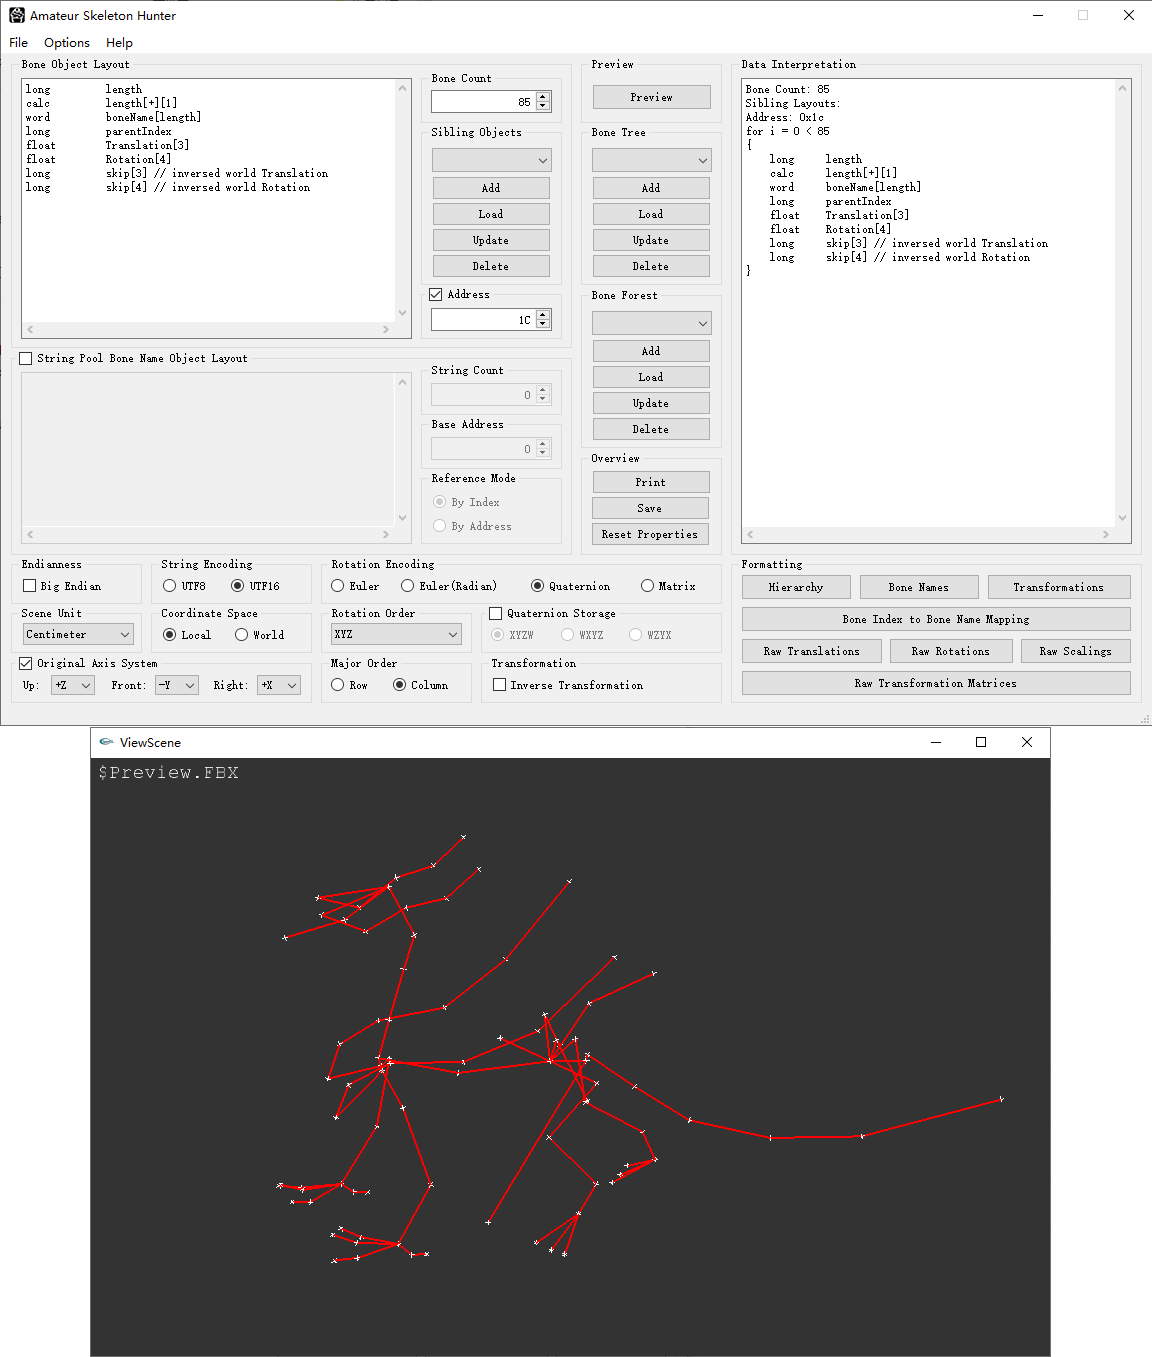 Amateur Skeleton Hunter
File Options Help
Bone Object Layout
long length
calc length[+][1]
word boneName[length]
long parentIndex
float Translation[3]
float Rotation[4]
long skip[3] // inversed world Translation
long skip[4] // inversed world Rotation
Bone Count
85
Sibling Objects
Add
Load
Update
Delete
Address
1C
String Pool Bone Name Object Layout
String Count
0
Base Address
0
Reference Mode
By Index
By Address
Preview
Preview
Bone Tree
Add
Load
Update
Delete
Bone Forest
Add
Load
Update
Delete
Overview
Print
Save
Reset Properties
Data Interpretation
Bone Count: 85
Sibling Layouts:
Address: 0x1c
for i = 0 < 85
{
long length
calc length[+][1]
word boneName[length]
long parentIndex
float Translation[3]
float Rotation[4]
long skip[3] // inversed world Translation
long skip[4] // inversed world Rotation
}
Endianness
Big Endian
String Encoding
UTF8 UTF16
Rotation Encoding
Euler Euler(Radian) Quaternion Matrix
Scene Unit
Centimeter
Coordinate Space
Local World
Rotation Order
XYZ
Quaternion Storage
XYZW WXYZ WZYX
Original Axis System
Up: +Z Front: -Y Right: +X
Major Order
Row Column
Transformation
Inverse Transformation
Formatting
Hierarchy Bone Names Transformations
Bone Index to Bone Name Mapping
Raw Translations Raw Rotations Raw Scalings
Raw Transformation Matrices
ViewScene
$Preview.FBX